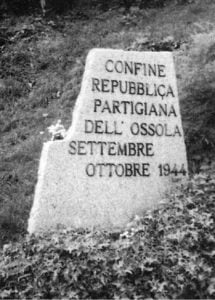 CONFINE
REPUBBLICA
PARTIGIANA
DELL' OSSOLA
SETTEMBRE
OTTOBRE 1944